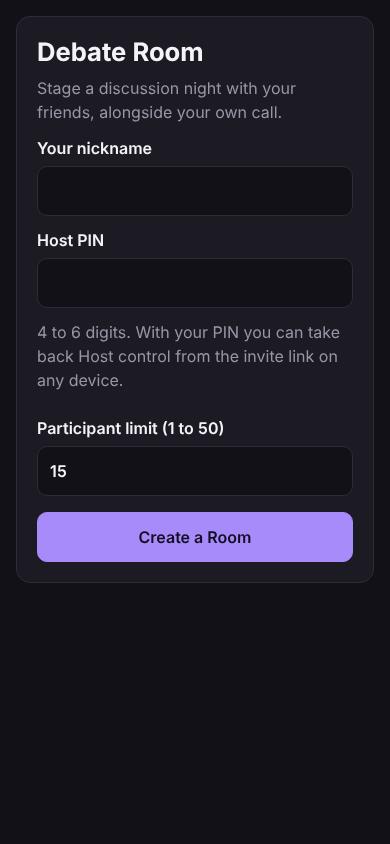 Debate Room
Stage a discussion night with your
friends, alongside your own call.
Your nickname
Host PIN
4 to 6 digits. With your PIN you can take
back Host control from the invite link on
any device.
Participant limit (1 to 50)
15
Create a Room